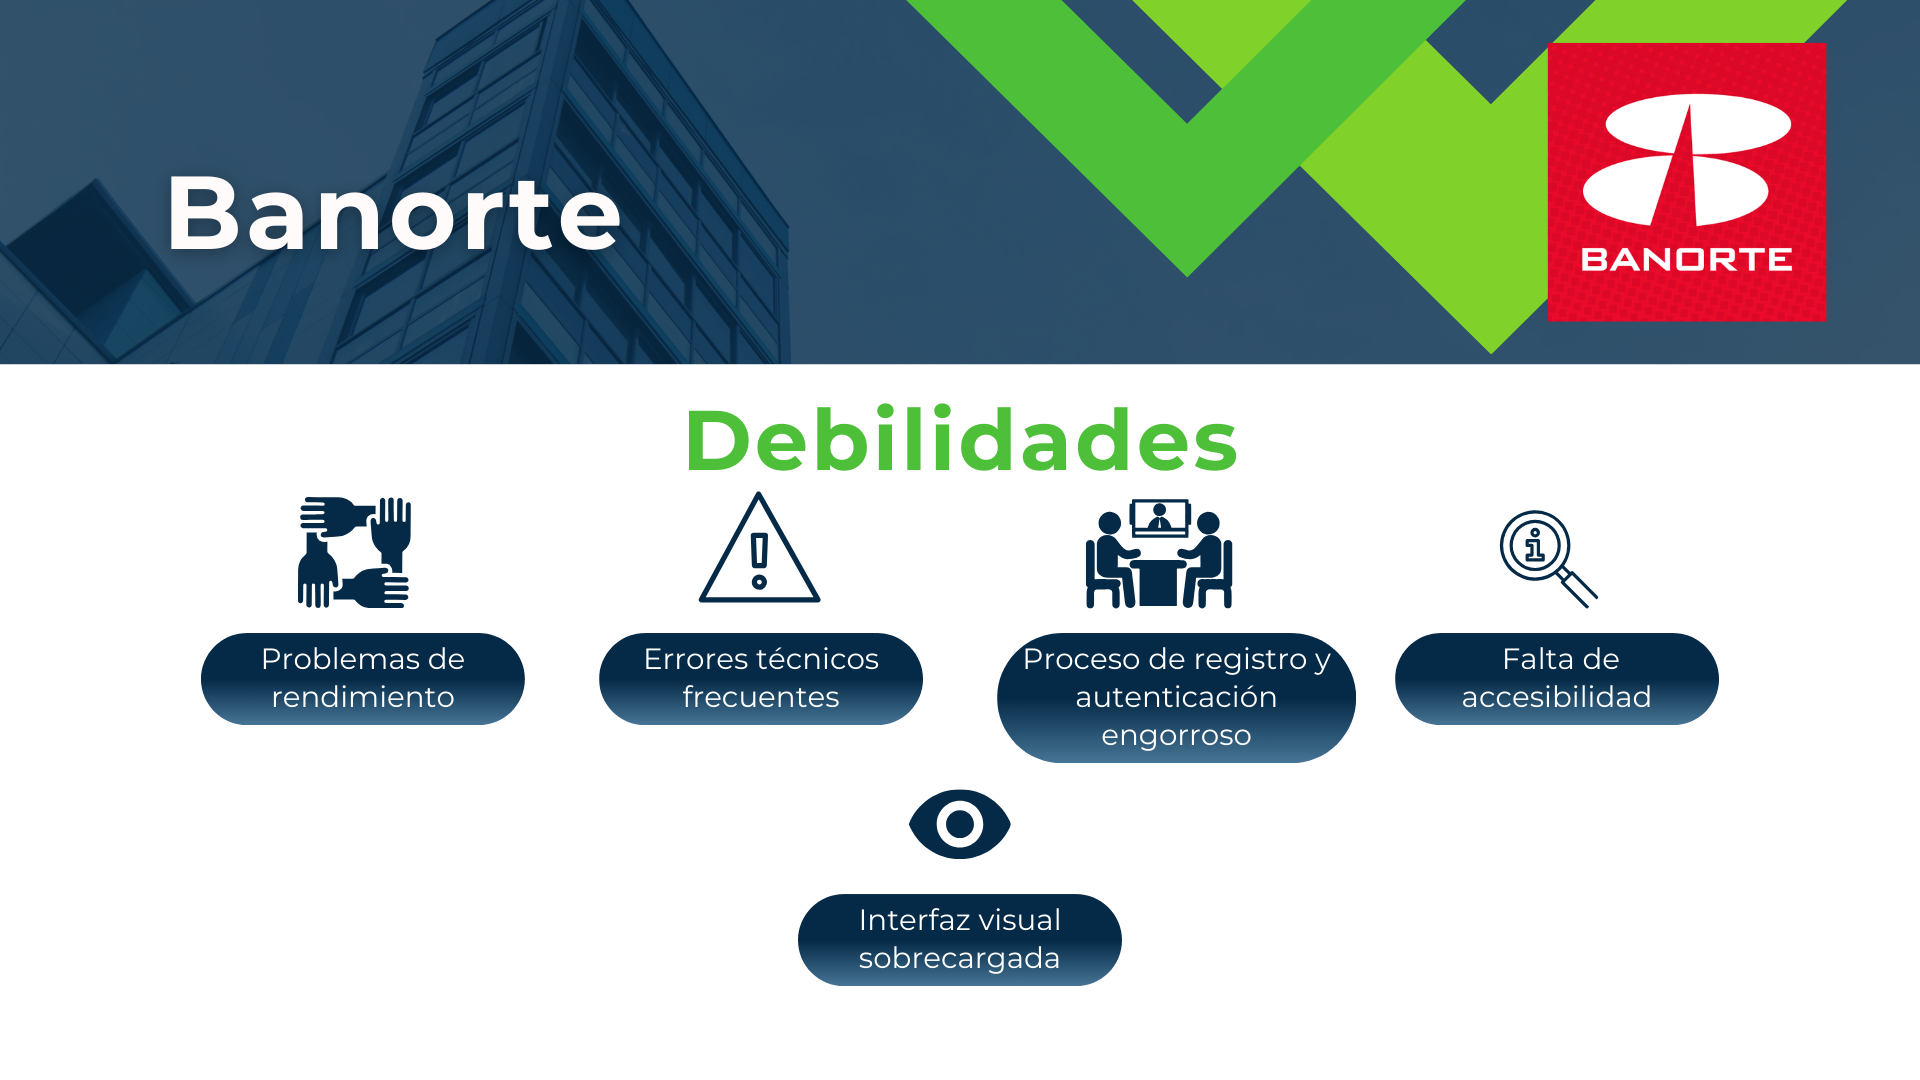 Banorte
BANORTE
Debilidades
Problemas de
rendimiento
Errores técnicos
frecuentes
Proceso de registro y
autenticación
engorroso
Falta de
accesibilidad
Interfaz visual
sobrecargada